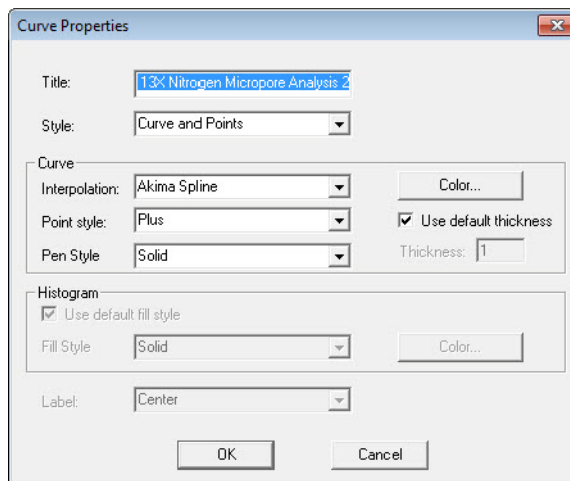 Curve Properties
Title: 13X Nitrogen Micropore Analysis 2
Style: Curve and Points
Curve
Interpolation: Akima Spline Color...
Point style: Plus Use default thickness
Pen Style Solid Thickness: 1
Histogram
Use default fill style
Fill Style Solid Color...
Label: Center
OK Cancel